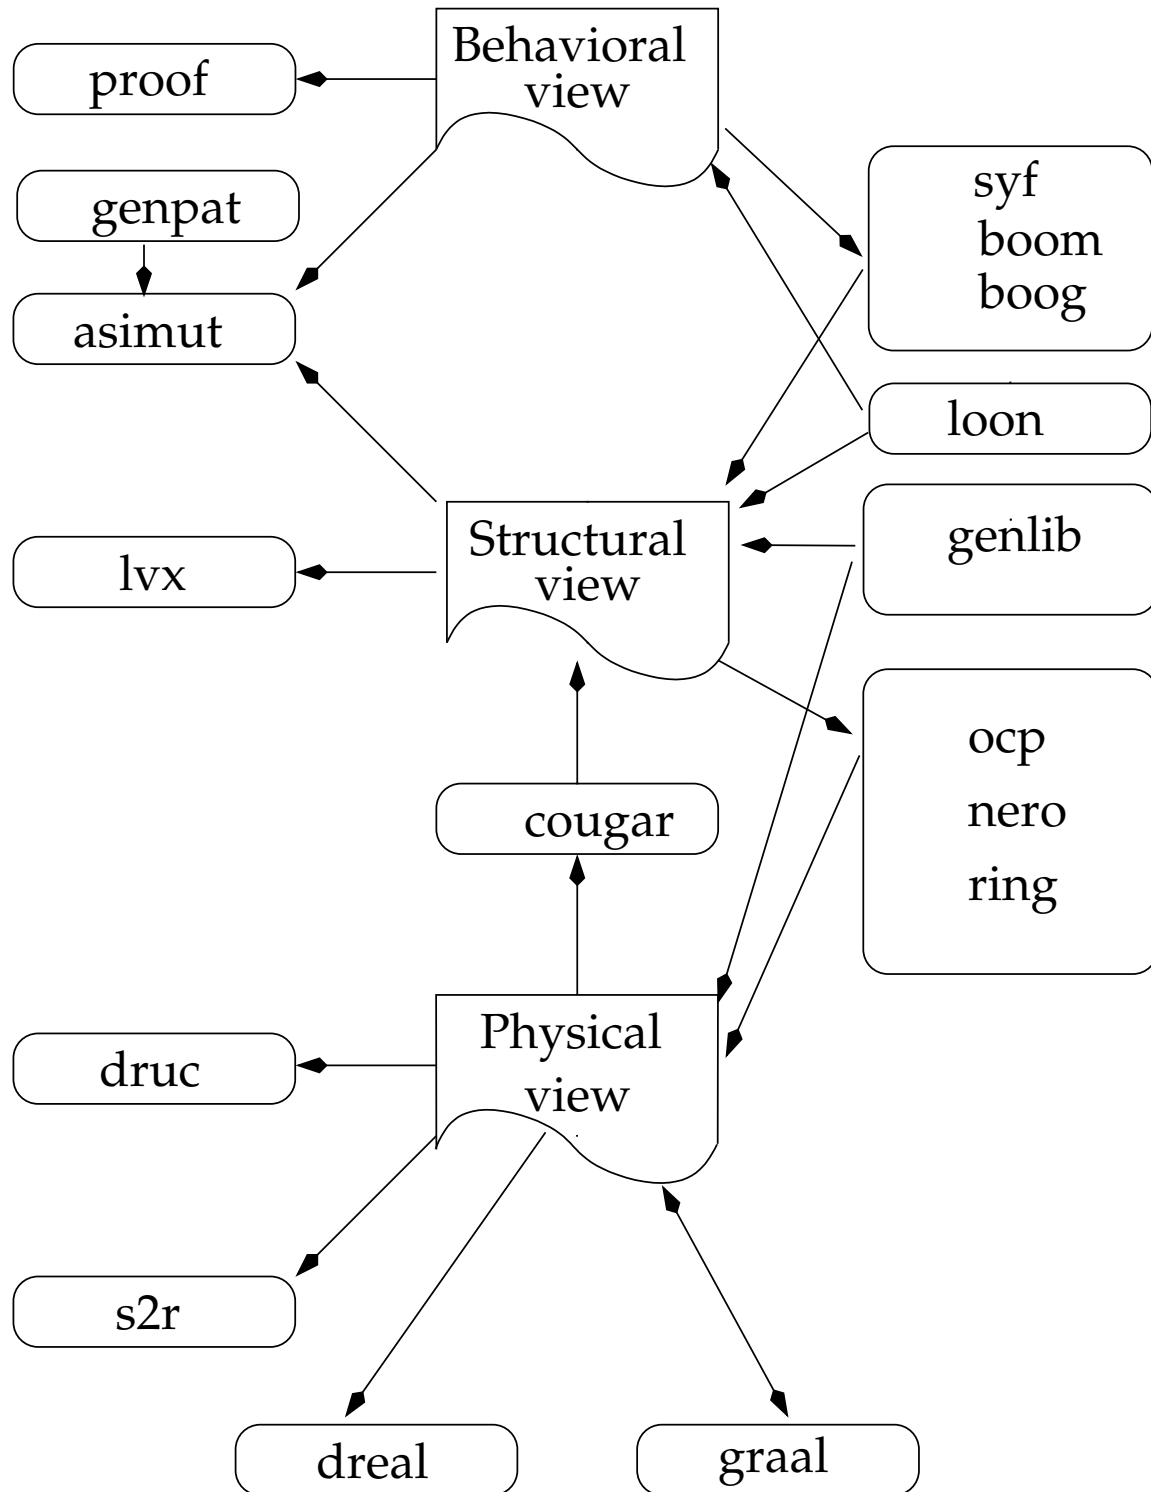 Behavioral
view
proof
genpat
asimut
syf
boom
boog
loon
Structural
view
genlib
lvx
ocp
nero
ring
cougar
Physical
view
druc
s2r
dreal
graal